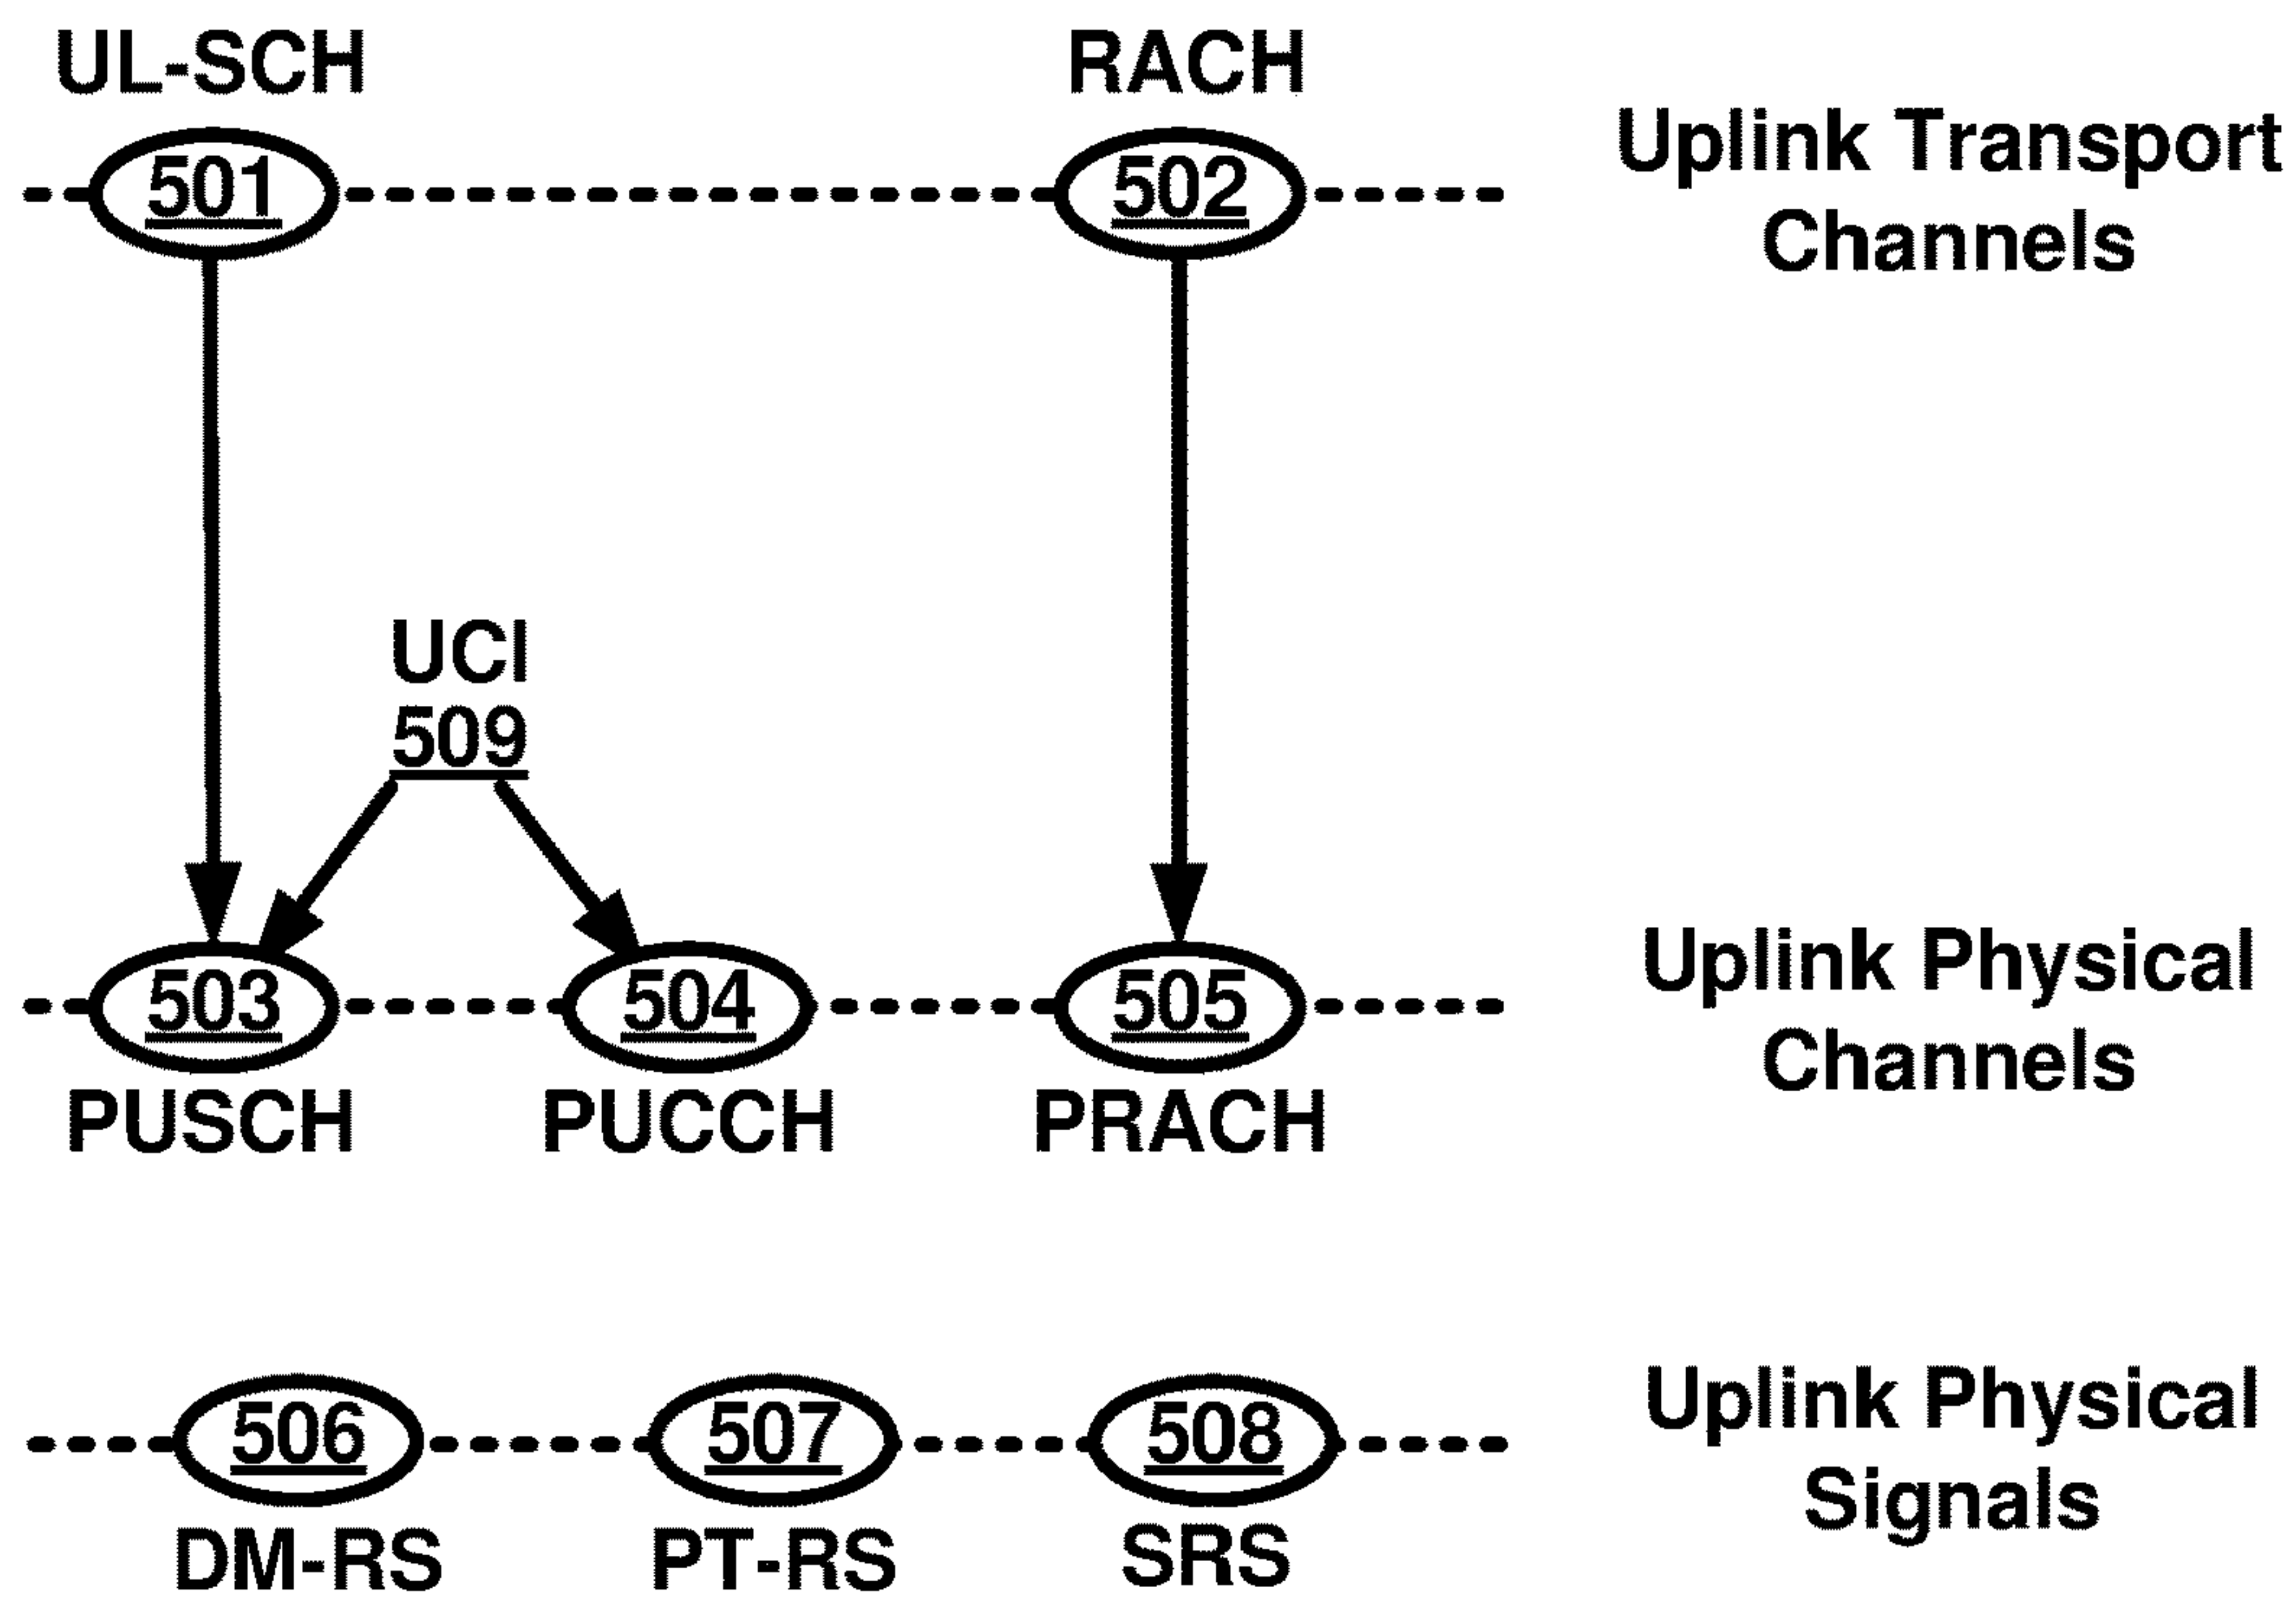 UL-SCH
RACH
501
502
Uplink Transport
Channels
UCI
509
503
504
505
Uplink Physical
Channels
PUSCH
PUCCH
PRACH
506
507
508
Uplink Physical
Signals
DM-RS
PT-RS
SRS